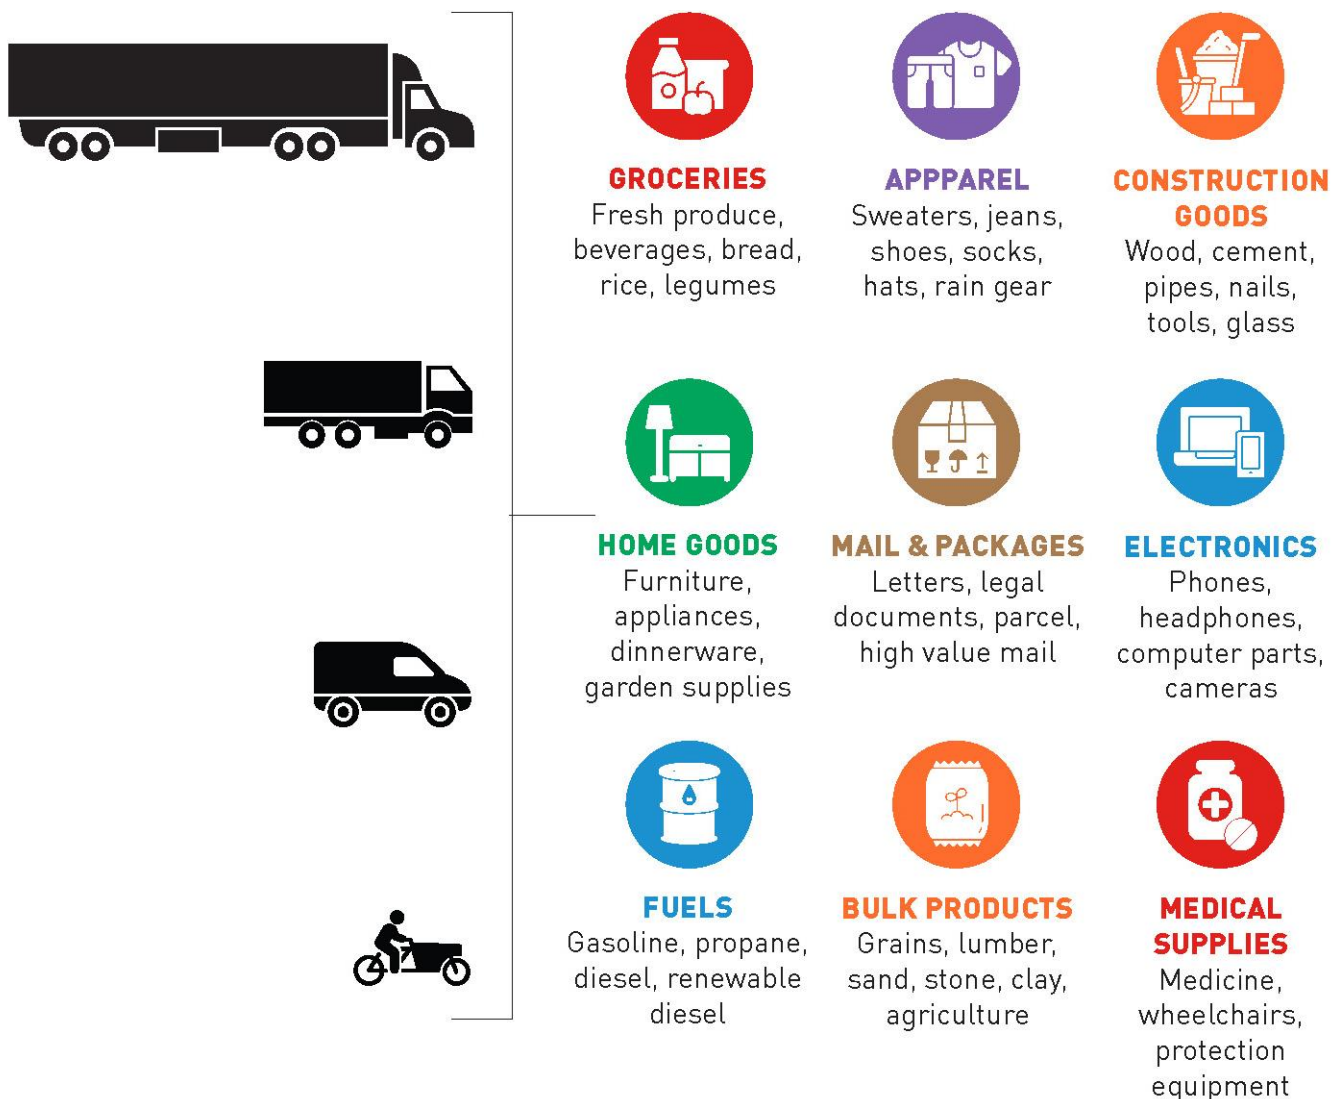 GROCERIES
Fresh produce,
beverages, bread,
rice, legumes
APPPAREL
Sweaters, jeans,
shoes, socks,
hats, rain gear
CONSTRUCTION
GOODS
Wood, cement,
pipes, nails,
tools, glass
HOME GOODS
Furniture,
appliances,
dinnerware,
garden supplies
MAIL & PACKAGES
Letters, legal
documents, parcel,
high value mail
ELECTRONICS
Phones,
headphones,
computer parts,
cameras
FUELS
Gasoline, propane,
diesel, renewable
diesel
BULK PRODUCTS
Grains, lumber,
sand, stone, clay,
agriculture
MEDICAL
SUPPLIES
Medicine,
wheelchairs,
protection
equipment